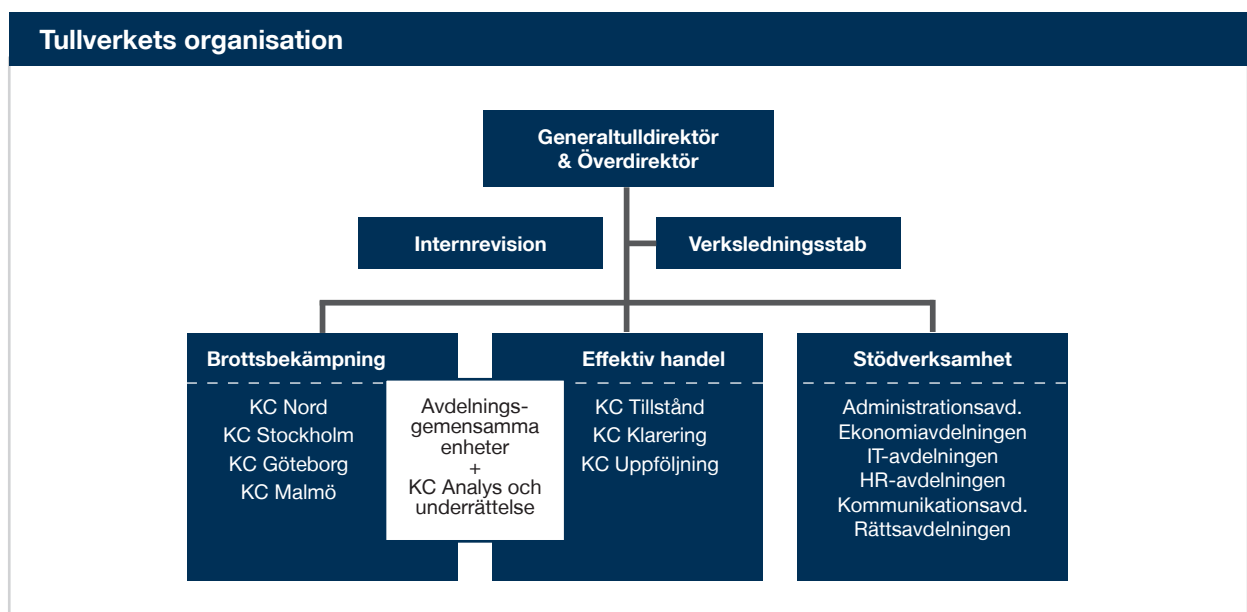 Tullverkets organisation
Generaltulldirektör
& Överdirektör
Internrevision
Verksledningsstab
Brottsbekämpning
KC Nord
KC Stockholm
KC Göteborg
KC Malmö
Avdelnings-
gemensamma
enheter
+
KC Analys och
underrättelse
Effektiv handel
KC Tillstånd
KC Klarering
KC Uppföljning
Stödverksamhet
Administrationsavd.
Ekonomiavdelningen
IT-avdelningen
HR-avdelningen
Kommunikationsavd.
Rättsavdelningen